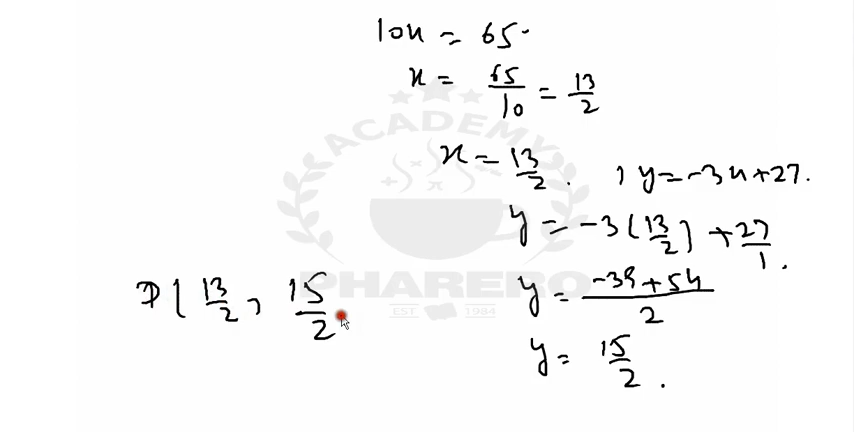 10x = 65
x = 65/10 = 13/2
x = 13/2 . , y = -3x + 27.
y = -3(13/2) + 27/1 .
y = -39 + 54 / 2
D(13/2 , 15/2
y = 15/2 .
ACADEMY
PHARERO
EST 1984